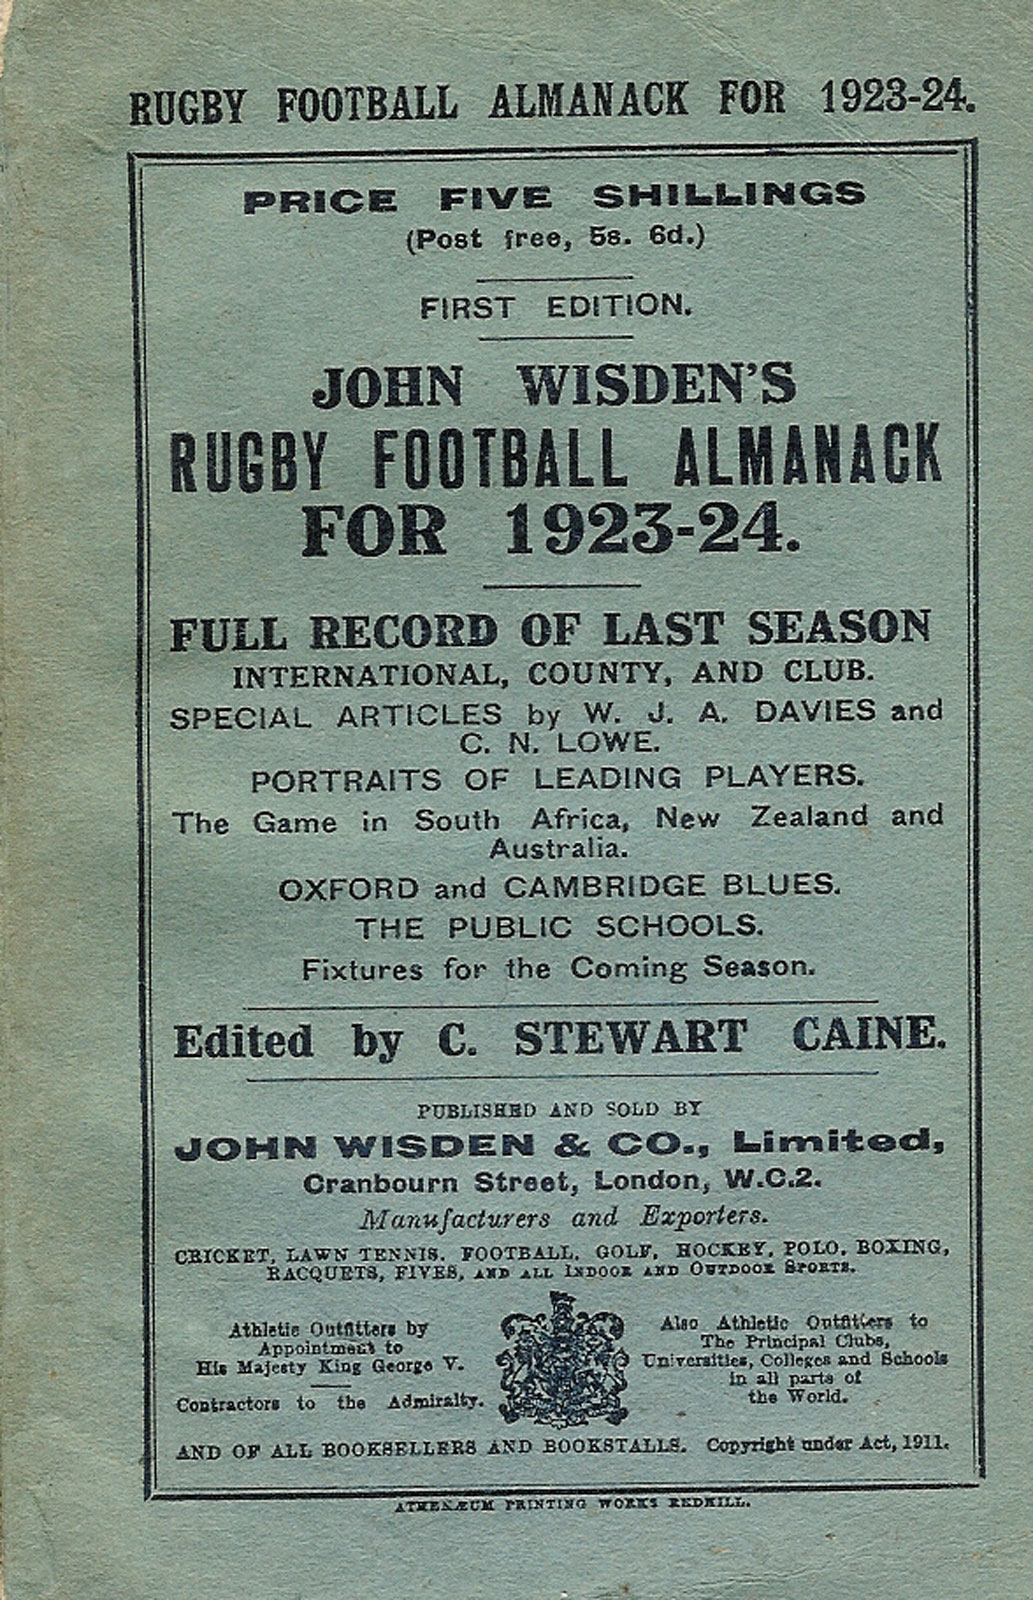 RUGBY FOOTBALL ALMANACK FOR 1923-24.
PRICE FIVE SHILLINGS
(Post free, 5s. 6d.)
FIRST EDITION.
JOHN WISDEN'S
RUGBY FOOTBALL ALMANACK
FOR 1923-24.
FULL RECORD OF LAST SEASON
INTERNATIONAL, COUNTY, AND CLUB.
SPECIAL ARTICLES by W. J. A. DAVIES and
C. N. LOWE.
PORTRAITS OF LEADING PLAYERS.
The Game in South Africa, New Zealand and
Australia.
OXFORD and CAMBRIDGE BLUES.
THE PUBLIC SCHOOLS.
Fixtures for the Coming Season.
Edited by C. STEWART CAINE.
PUBLISHED AND SOLD BY
JOHN WISDEN & CO., Limited,
Cranbourn Street, London, W.C.2.
Manufacturers and Exporters.
CRICKET, LAWN TENNIS, FOOTBALL, GOLF, HOCKEY, POLO, BOXING,
RACQUETS, FIVES, AND ALL INDOOR AND OUTDOOR SPORTS.
Athletic Outfitters by
Appointment to
His Majesty King George V.
Contractors to the Admiralty.
Also Athletic Outfitters to
The Principal Clubs,
Universities, Colleges and Schools
in all parts of
the World.
AND OF ALL BOOKSELLERS AND BOOKSTALLS. Copyright under Act, 1911.
ATHENÆUM PRINTING WORKS REDHILL.